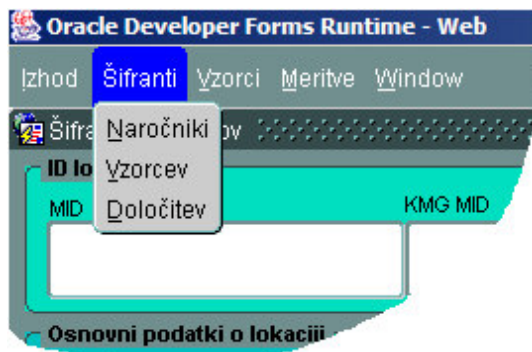 Oracle Developer Forms Runtime - Web
Izhod Šifranti Vzorci Meritve Window
Naročniki
ID lo Vzorcev
MID Določitev KMG MID
Osnovni podatki o lokaciji